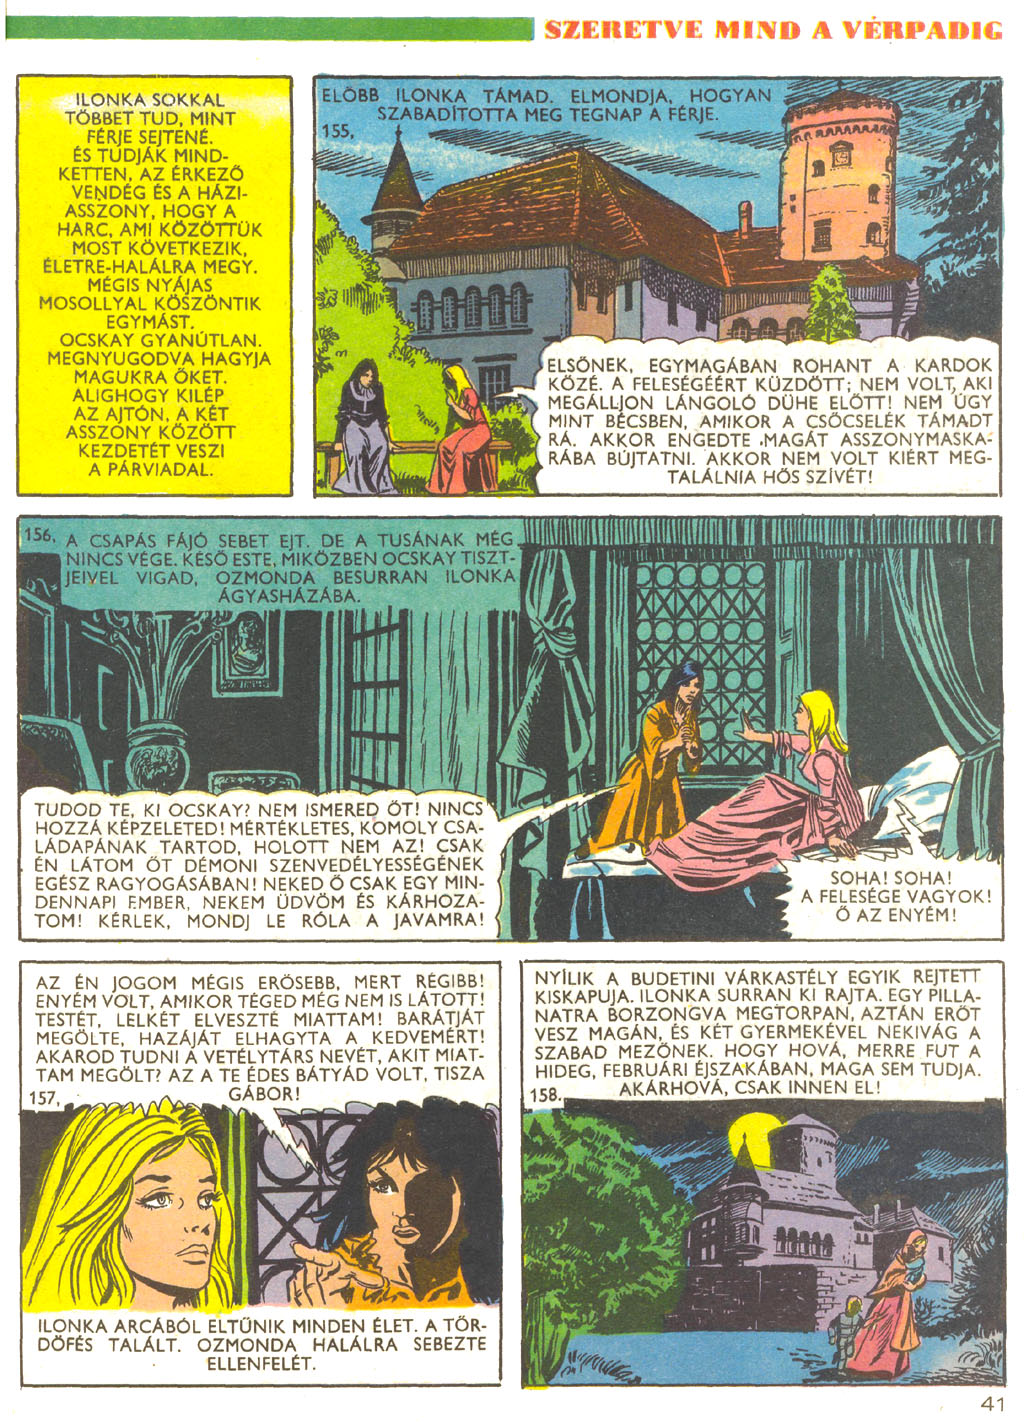 SZERETVE MIND A VÉRPADIG
ILONKA SOKKAL
TÖBBET TUD, MINT
FÉRJE SEJTENÉ.
ÉS TUDJÁK MIND-
KETTEN, AZ ÉRKEZŐ
VENDÉG ÉS A HÁZI-
ASSZONY, HOGY A
HARC, AMI KÖZÖTTÜK
MOST KÖVETKEZIK,
ÉLETRE-HALÁLRA MEGY.
MÉGIS NYÁJAS
MOSOLLYAL KÖSZÖNTIK
EGYMÁST.
OCSKAY GYANÚTLAN.
MEGNYUGODVA HAGYJA
MAGUKRA ŐKET.
ALIGHOGY KILÉP
AZ AJTÓN, A KÉT
ASSZONY KÖZÖTT
KEZDETÉT VESZI
A PÁRVIADAL.
ELŐBB ILONKA TÁMAD. ELMONDJA, HOGYAN
SZABADÍTOTTA MEG TEGNAP A FÉRJE.
155,
ELSŐNEK, EGYMAGÁBAN ROHANT A KARDOK
KÖZÉ. A FELESÉGÉÉRT KÜZDÖTT; NEM VOLT, AKI
MEGÁLLJON LÁNGOLÓ DÜHE ELŐTT! NEM ÚGY
MINT BÉCSBEN, AMIKOR A CSŐCSELÉK TÁMADT
RÁ. AKKOR ENGEDTE MAGÁT ASSZONYMASKA-
RÁBA BÚJTATNI. AKKOR NEM VOLT KIÉRT MEG-
TALÁLNIA HŐS SZÍVÉT!
156, A CSAPÁS FÁJÓ SEBET EJT. DE A TUSÁNAK MÉG
NINCS VÉGE. KÉSŐ ESTE, MIKÖZBEN OCSKAY TISZT-
JEIVEL VIGAD, OZMONDA BESURRAN ILONKA
ÁGYASHÁZÁBA.
TUDOD TE, KI OCSKAY? NEM ISMERED ŐT! NINCS
HOZZÁ KÉPZELETED! MÉRTÉKLETES, KOMOLY CSA-
LÁDAPÁNAK TARTOD, HOLOTT NEM AZ! CSAK
ÉN LÁTOM ŐT DÉMONI SZENVEDÉLYESSÉGÉNEK
EGÉSZ RAGYOGÁSÁBAN! NEKED Ő CSAK EGY MIN-
DENNAPI EMBER, NEKEM ÜDVÖM ÉS KÁRHOZA-
TOM! KÉRLEK, MONDJ LE RÓLA A JAVAMRA!
SOHA! SOHA!
A FELESÉGE VAGYOK!
Ő AZ ENYÉM!
AZ ÉN JOGOM MÉGIS ERŐSEBB, MERT RÉGIBB!
ENYÉM VOLT, AMIKOR TÉGED MÉG NEM IS LÁTOTT!
TESTÉT, LELKÉT ELVESZTÉ MIATTAM! BARÁTJÁT
MEGÖLTE, HAZÁJÁT ELHAGYTA A KEDVEMÉRT!
AKAROD TUDNI A VETÉLYTÁRS NEVÉT, AKIT MIAT-
TAM MEGÖLT? AZ A TE ÉDES BÁTYÁD VOLT, TISZA
GÁBOR!
157,
ILONKA ARCÁBÓL ELTŰNIK MINDEN ÉLET. A TŐR-
DÖFÉS TALÁLT. OZMONDA HALÁLRA SEBEZTE
ELLENFELÉT.
NYÍLIK A BUDETINI VÁRKASTÉLY EGYIK REJTETT
KISKAPUJA. ILONKA SURRAN KI RAJTA. EGY PILLA-
NATRA BORZONGVA MEGTORPAN, AZTÁN ERŐT
VESZ MAGÁN, ÉS KÉT GYERMEKÉVEL NEKIVÁG A
SZABAD MEZŐNEK. HOGY HOVÁ, MERRE FUT A
HIDEG, FEBRUÁRI ÉJSZAKÁBAN, MAGA SEM TUDJA.
158. AKÁRHOVÁ, CSAK INNEN EL!
41